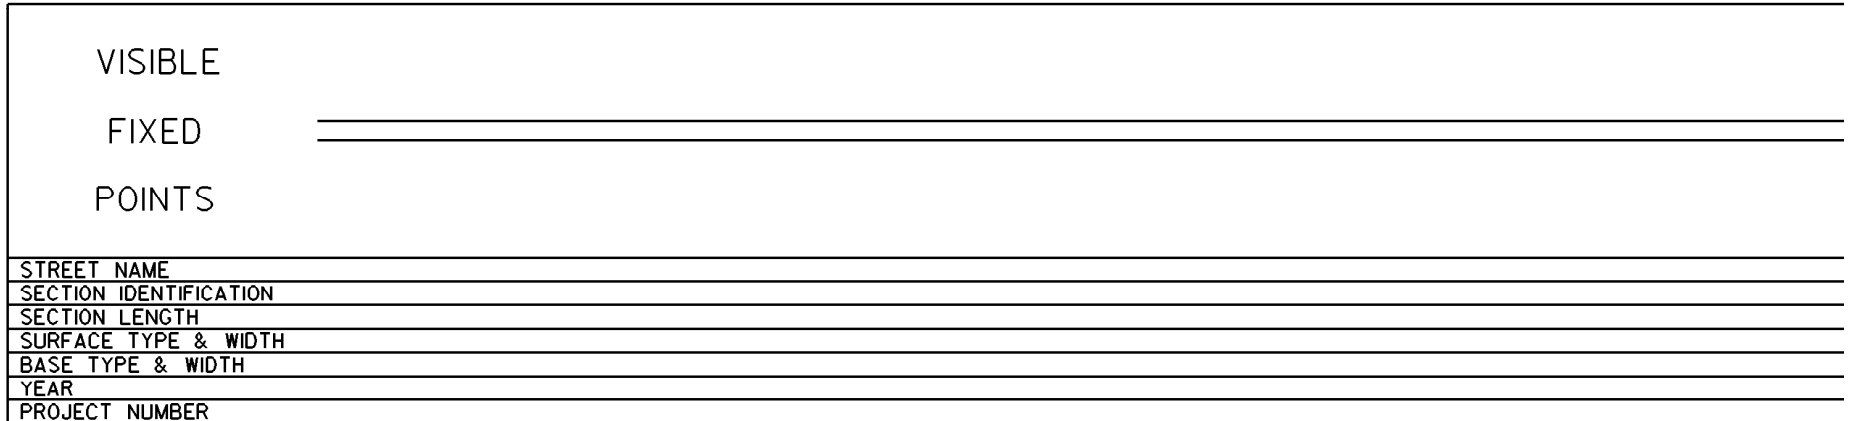 VISIBLE
FIXED
POINTS
STREET NAME
SECTION IDENTIFICATION
SECTION LENGTH
SURFACE TYPE & WIDTH
BASE TYPE & WIDTH
YEAR
PROJECT NUMBER